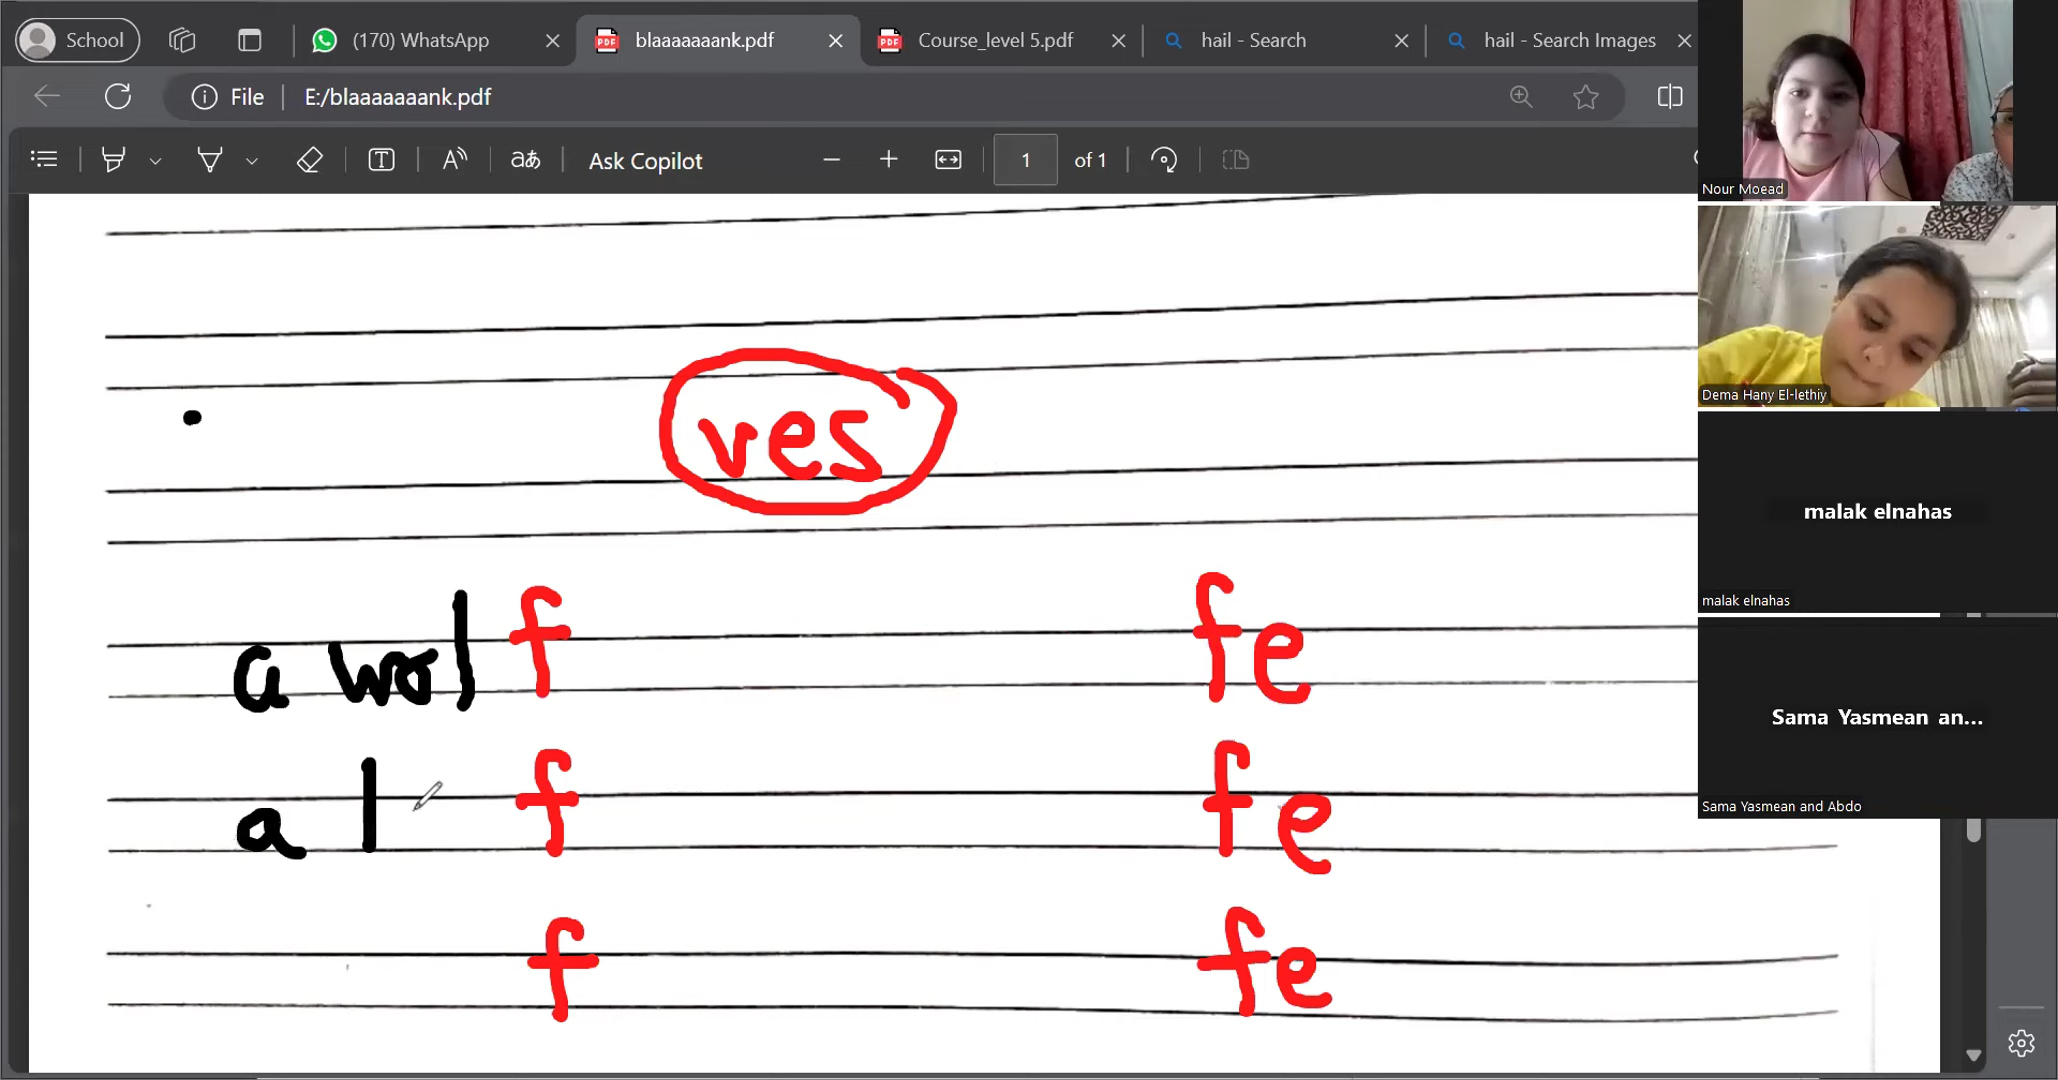 School
(170) WhatsApp
blaaaaaaank.pdf
Course_level 5.pdf
hail - Search
hail - Search Images
File
E:/blaaaaaaank.pdf
Ask Copilot
1 of 1
Nour Moead
Dema Hany El-lethiy
malak elnahas
malak elnahas
Sama Yasmean an...
Sama Yasmean and Abdo
ves
a wolf fe
a l f fe
f fe